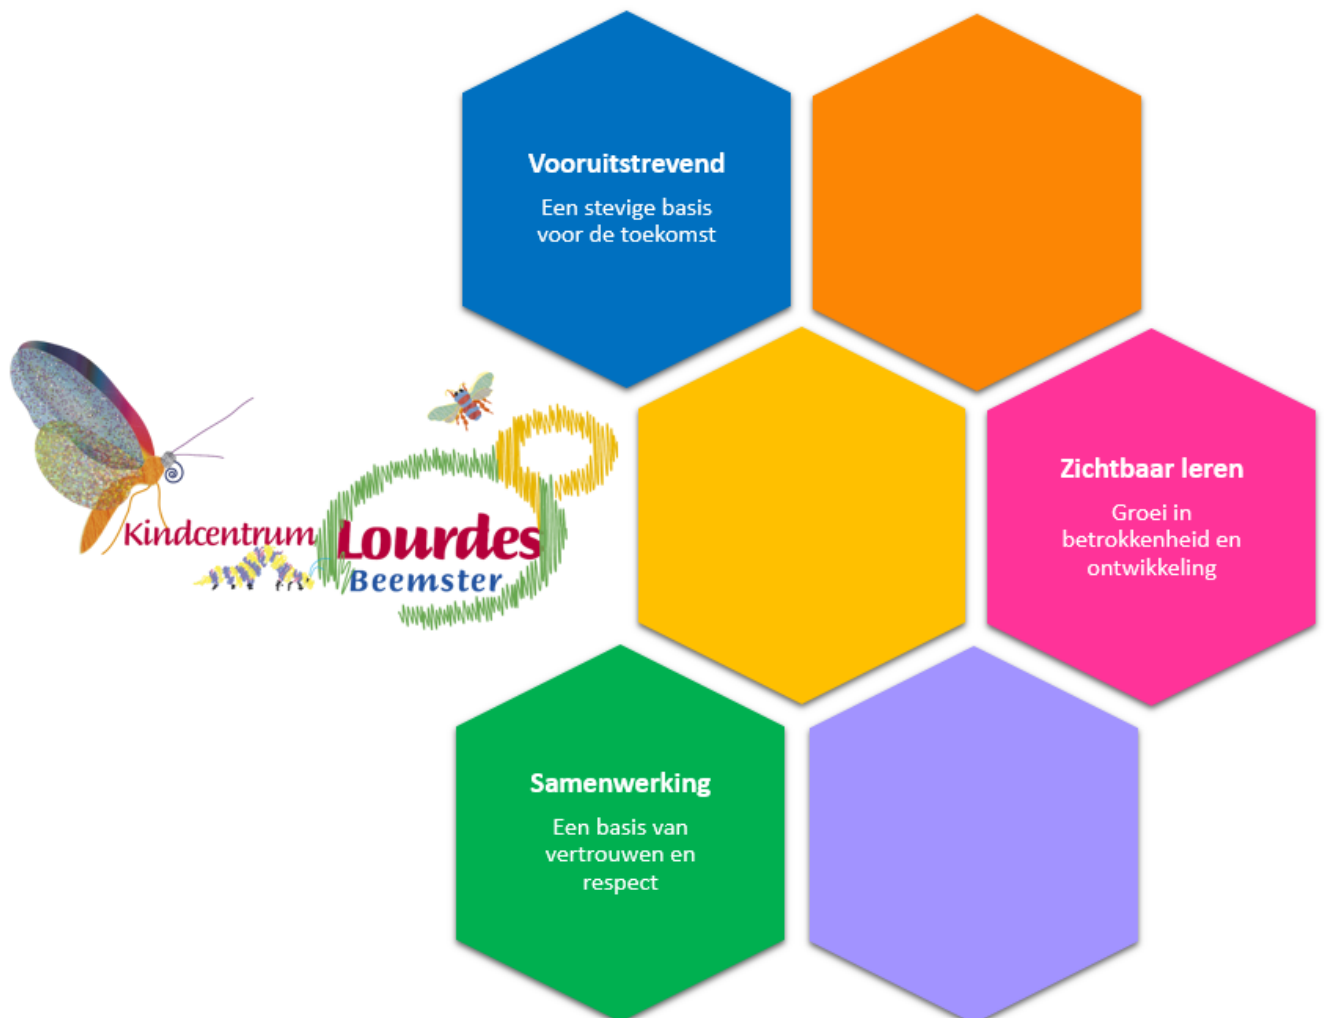 Vooruitstrevend
Een stevige basis
voor de toekomst
Kindcentrum Lourdes
Beemster
Zichtbaar leren
Groei in
betrokkenheid en
ontwikkeling
Samenwerking
Een basis van
vertrouwen en
respect